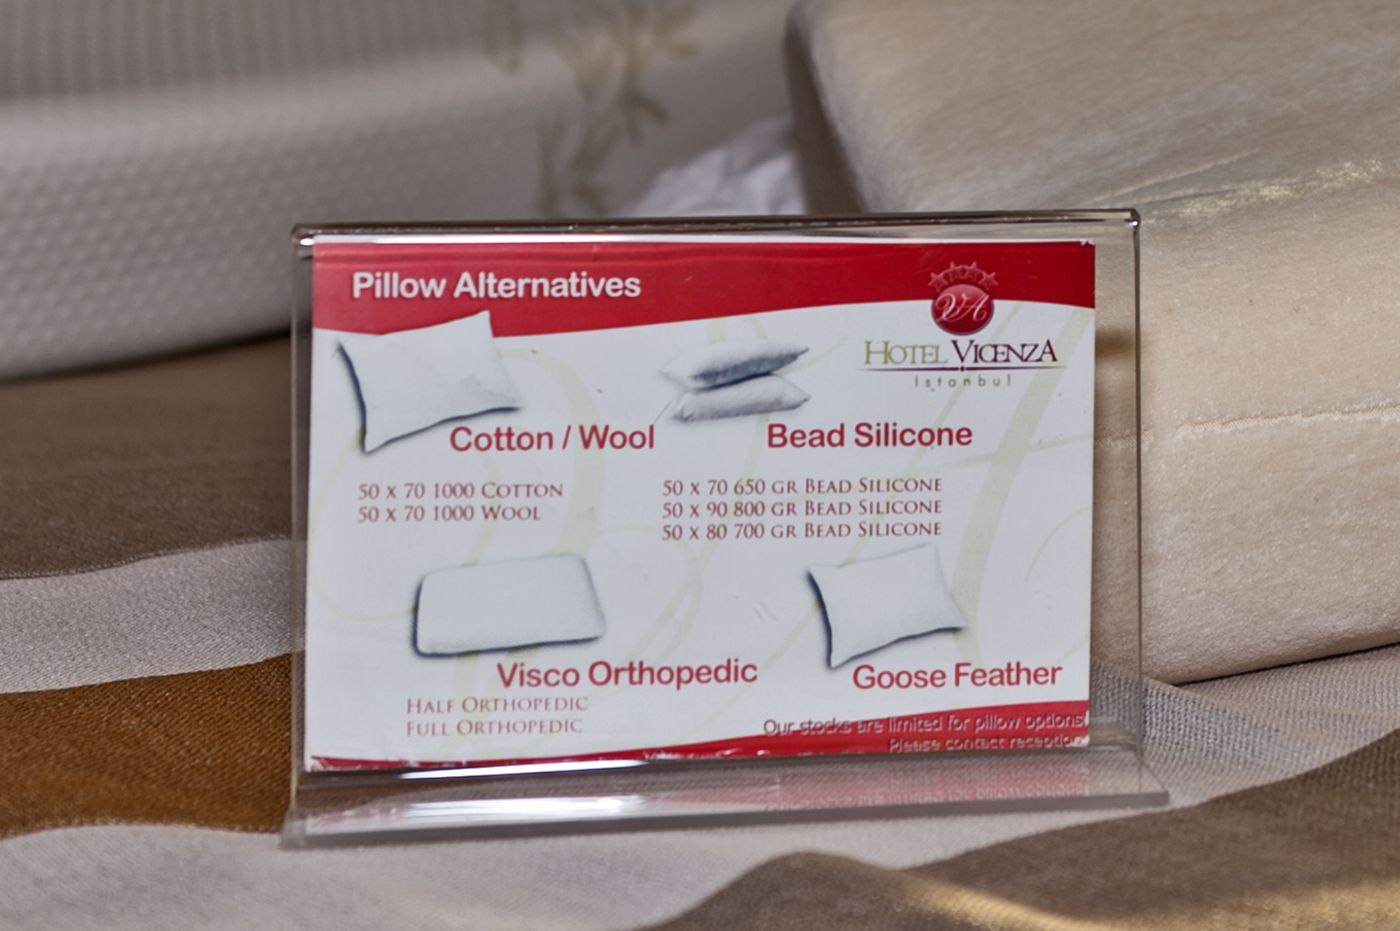 Pillow Alternatives
VA
HOTEL VICENZA
Istanbul
Cotton / Wool
50 X 70 1000 COTTON
50 X 70 1000 WOOL
Bead Silicone
50 X 70 650 GR BEAD SILICONE
50 X 90 800 GR BEAD SILICONE
50 X 80 700 GR BEAD SILICONE
Visco Orthopedic
HALF ORTHOPEDIC
FULL ORTHOPEDIC
Goose Feather
Our stocks are limited for pillow options
Please contact reception